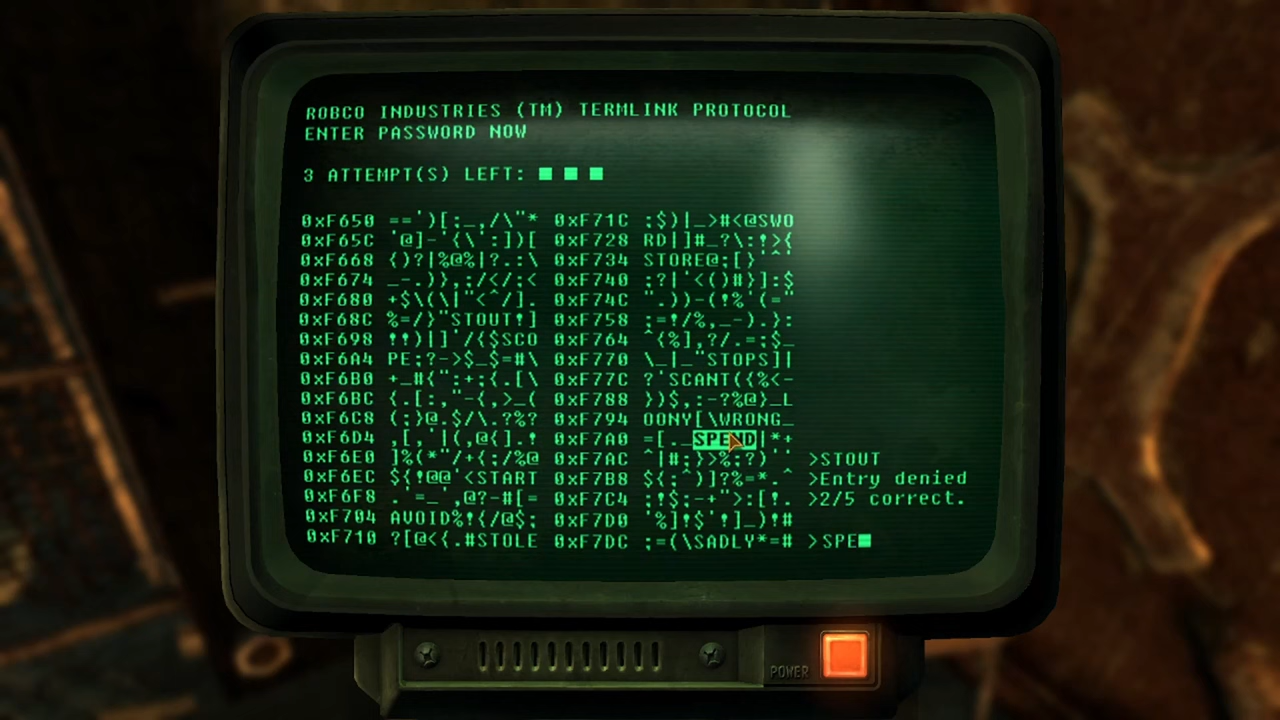 ROBCO INDUSTRIES (TM) TERMLINK PROTOCOL
ENTER PASSWORD NOW
3 ATTEMPT(S) LEFT: ■ ■ ■
0xF650 ==')[;_,/\"* 0xF71C ;$)|_>#<@SWO
0xF65C '@]-'{\':])[ 0xF728 RD|]#_?\:!>{
0xF668 {)?|%@%|?.:\ 0xF734 STORE@;[}'^'
0xF674 _-.)},;/</;< 0xF740 ;?|'<()#}]:$
0xF680 +$\(\|"<^/]. 0xF74C ".))-(!%'(="
0xF68C %=/}"STOUT!] 0xF758 ;=!/%,_-).}:
0xF698 !!)|]'/{$SCO 0xF764 ^{%],?/.=;$_
0xF6A4 PE;?->$_$=#\ 0xF770 \_|_"STOPS]|
0xF6B0 +_#{":+;{.[\ 0xF77C ?'SCANT({%<-
0xF6BC {.[:,"-{,>_( 0xF788 })$,:-?%@}_L
0xF6C8 (;}@.$/\.?%? 0xF794 OONY[\WRONG_
0xF6D4 ,[,'|(,@{].! 0xF7A0 =[._SPEND|*+
0xF6E0 ]%(*"/+{;/%@ 0xF7AC ^|#;}>%;?)'' >STOUT
0xF6EC ${!@@'<START 0xF7B8 ${;^)]?%=*.^ >Entry denied
0xF6F8 .'=_',@?-#[= 0xF7C4 ;!$;-+">:[!. >2/5 correct.
0xF704 AVOID%!{/@$; 0xF7D0 '%]!$'!]_)!#
0xF710 ?[@<{.#STOLE 0xF7DC ;=(\SADLY*=# >SPE■
POWER